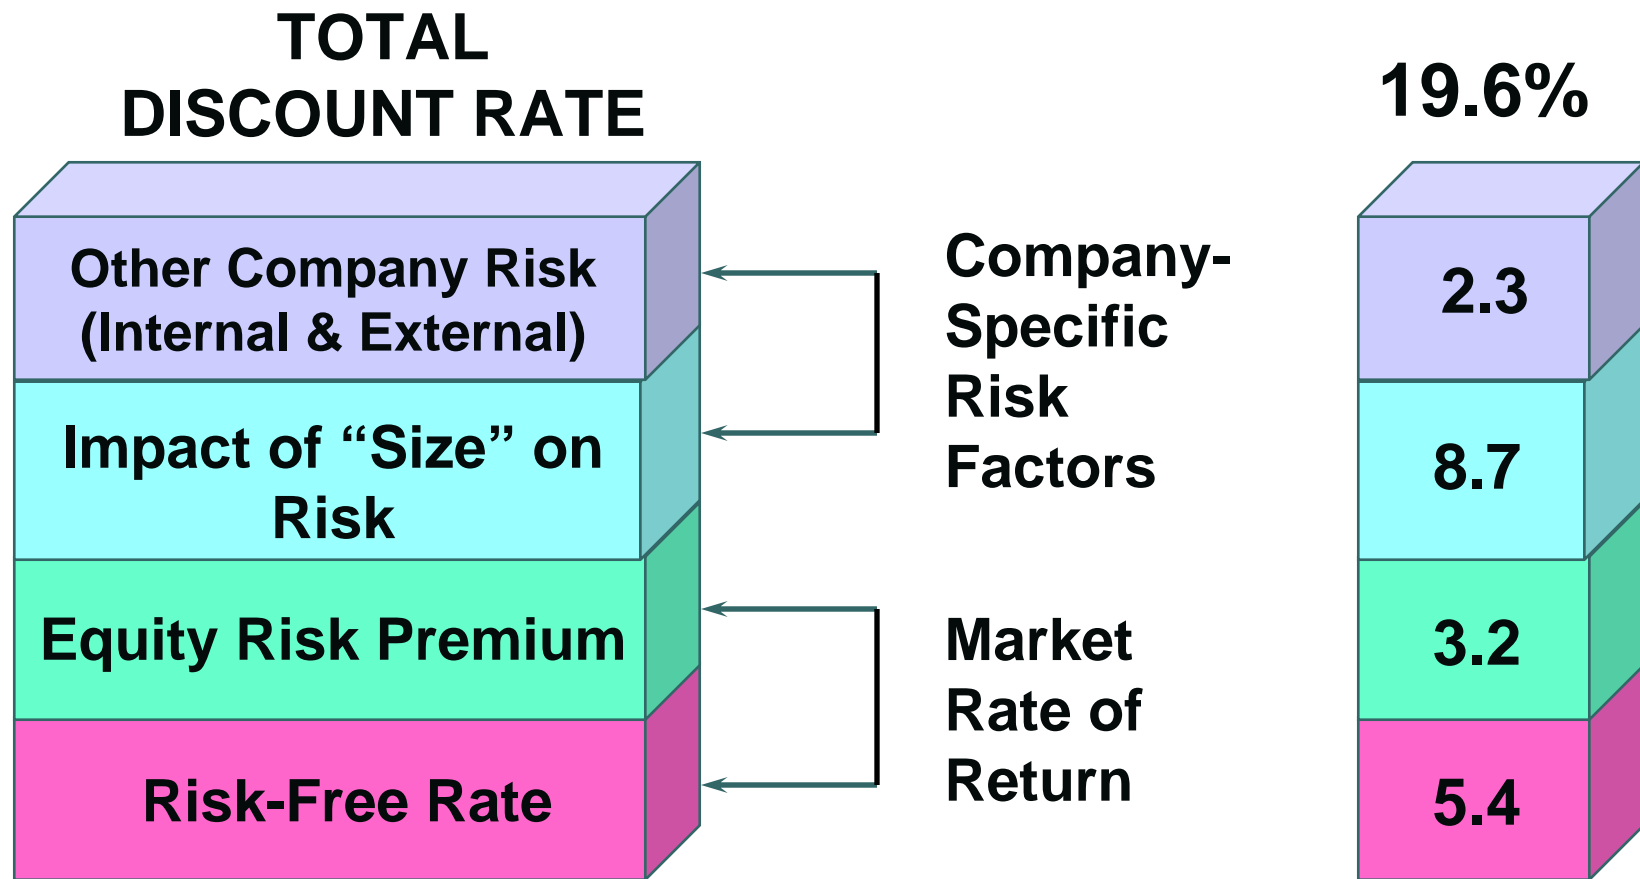 TOTAL
DISCOUNT RATE
19.6%
Other Company Risk
(Internal & External)
Impact of “Size” on
Risk
Equity Risk Premium
Risk-Free Rate
Company-
Specific
Risk
Factors
Market
Rate of
Return
2.3
8.7
3.2
5.4